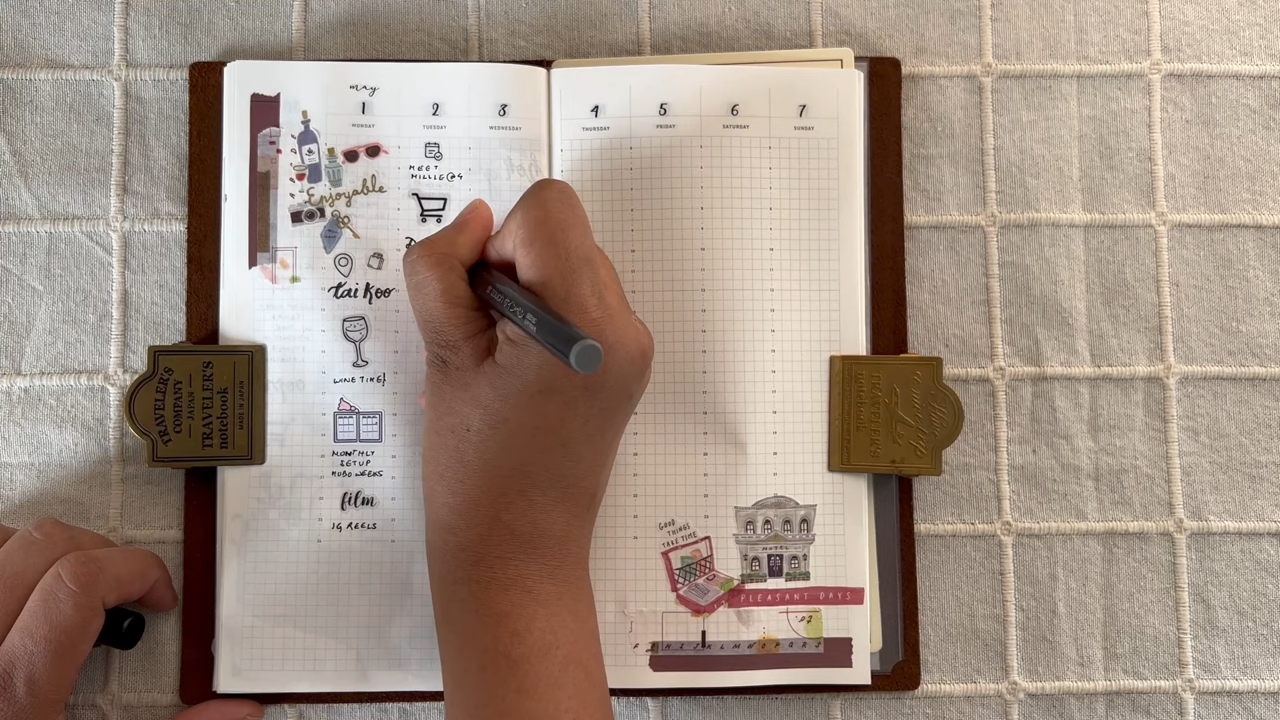 may
1 2 3 4 5 6 7
MONDAY TUESDAY WEDNESDAY THURSDAY FRIDAY SATURDAY SUNDAY
Enjoyable
tai Koo
WINE TIME!
MONTHLY
SETUP
HOBO WEEKS
film
IG REELS
MEET
MILLIE@4
GOOD
THINGS
TAKE TIME
HOTEL
PLEASANT DAYS
TRAVELER'S
COMPANY
JAPAN
TRAVELER'S
notebook
MADE IN JAPAN